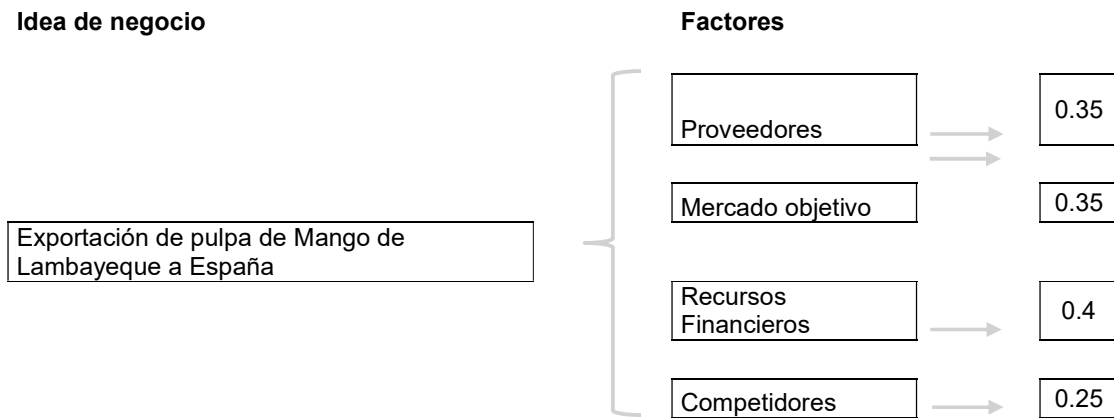 Idea de negocio
Factores
Proveedores
0.35
Mercado objetivo
0.35
Exportación de pulpa de Mango de
Lambayeque a España
Recursos
Financieros
0.4
Competidores
0.25